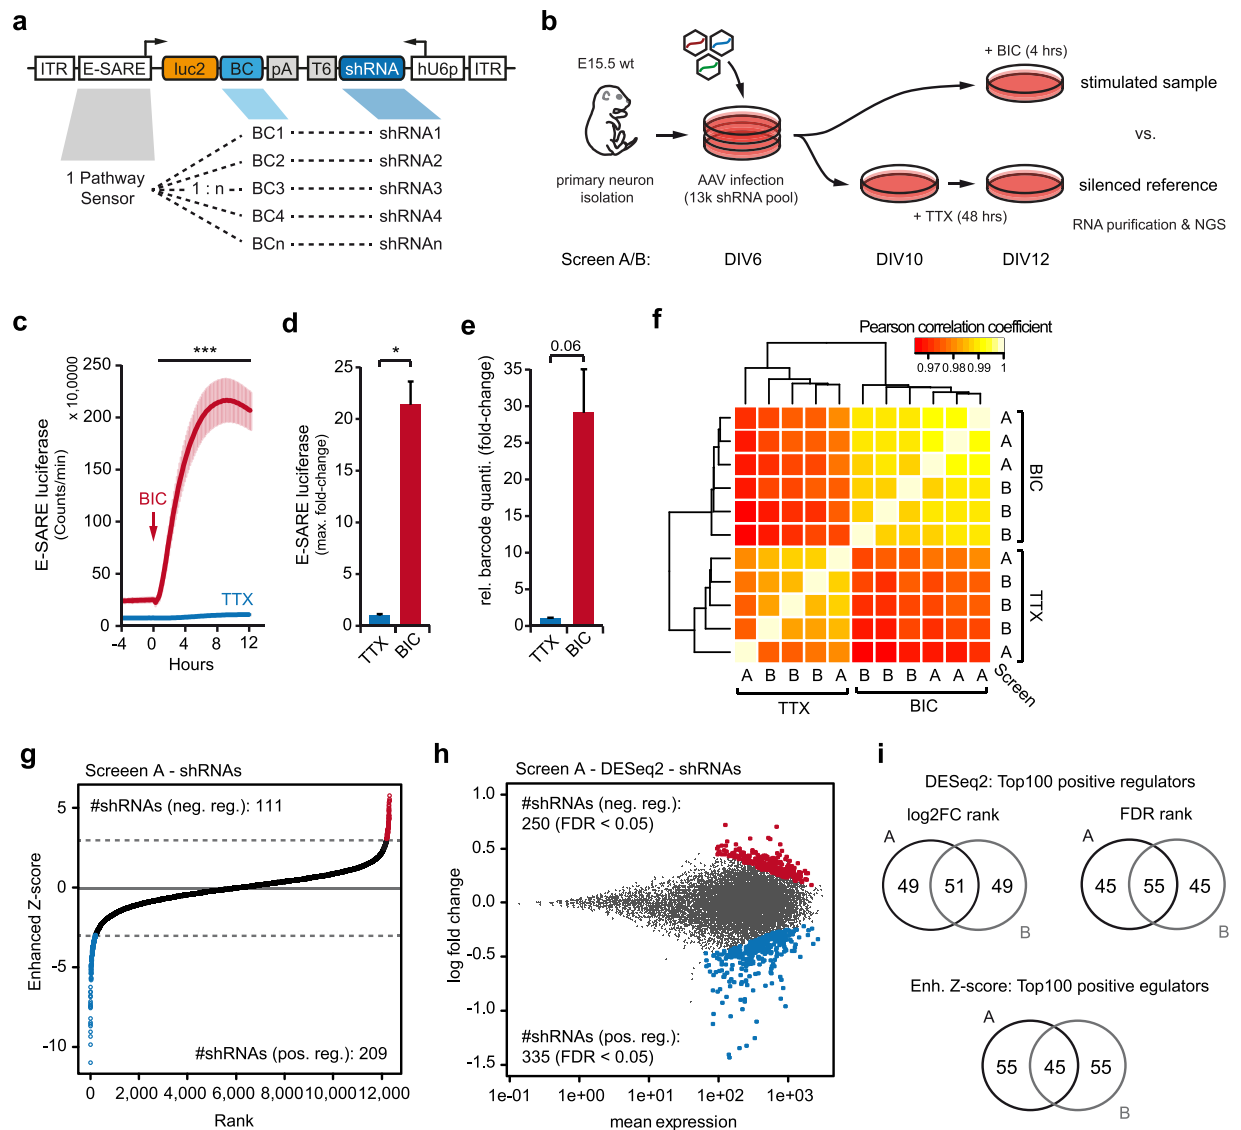 a
ITR E-SARE luc2 BC pA T6 shRNA hU6p ITR
BC1 shRNA1
BC2 shRNA2
1 Pathway
Sensor
1 : n
BC3 shRNA3
BC4 shRNA4
BCn shRNAn
b
E15.5 wt
+ BIC (4 hrs)
stimulated sample
vs.
primary neuron
isolation
AAV infection
(13k shRNA pool)
silenced reference
+ TTX (48 hrs)
RNA purification & NGS
Screen A/B: DIV6 DIV10 DIV12
c
***
E-SARE luciferase
(Counts/min)
x 10,0000
250
200
150
100
50
0
BIC
TTX
-4 0 4 8 12
Hours
d
*
E-SARE luciferase
(max. fold-change)
25
20
15
10
5
0
TTX BIC
e
0.06
rel. barcode quanti. (fold-change)
35
30
25
20
15
10
5
0
TTX BIC
f
Pearson correlation coefficient
0.97 0.98 0.99 1
A
A
A
B
B
B
BIC
A
B
B
B
A
TTX
Screen
A B B B A B B B A A A
TTX BIC
g
Screeen A - shRNAs
#shRNAs (neg. reg.): 111
#shRNAs (pos. reg.): 209
Enhanced Z-score
5
0
-5
-10
0 2,000 4,000 6,000 8,000 10,000 12,000
Rank
h
Screen A - DESeq2 - shRNAs
#shRNAs (neg. reg.):
250 (FDR < 0.05)
#shRNAs (pos. reg.):
335 (FDR < 0.05)
log fold change
1.0
0.5
0.0
-0.5
-1.0
-1.5
1e-01 1e+00 1e+01 1e+02 1e+03
mean expression
i
DESeq2: Top100 positive regulators
log2FC rank
A
49 51 49
B
FDR rank
A
45 55 45
B
Enh. Z-score: Top100 positive egulators
A
55 45 55
B